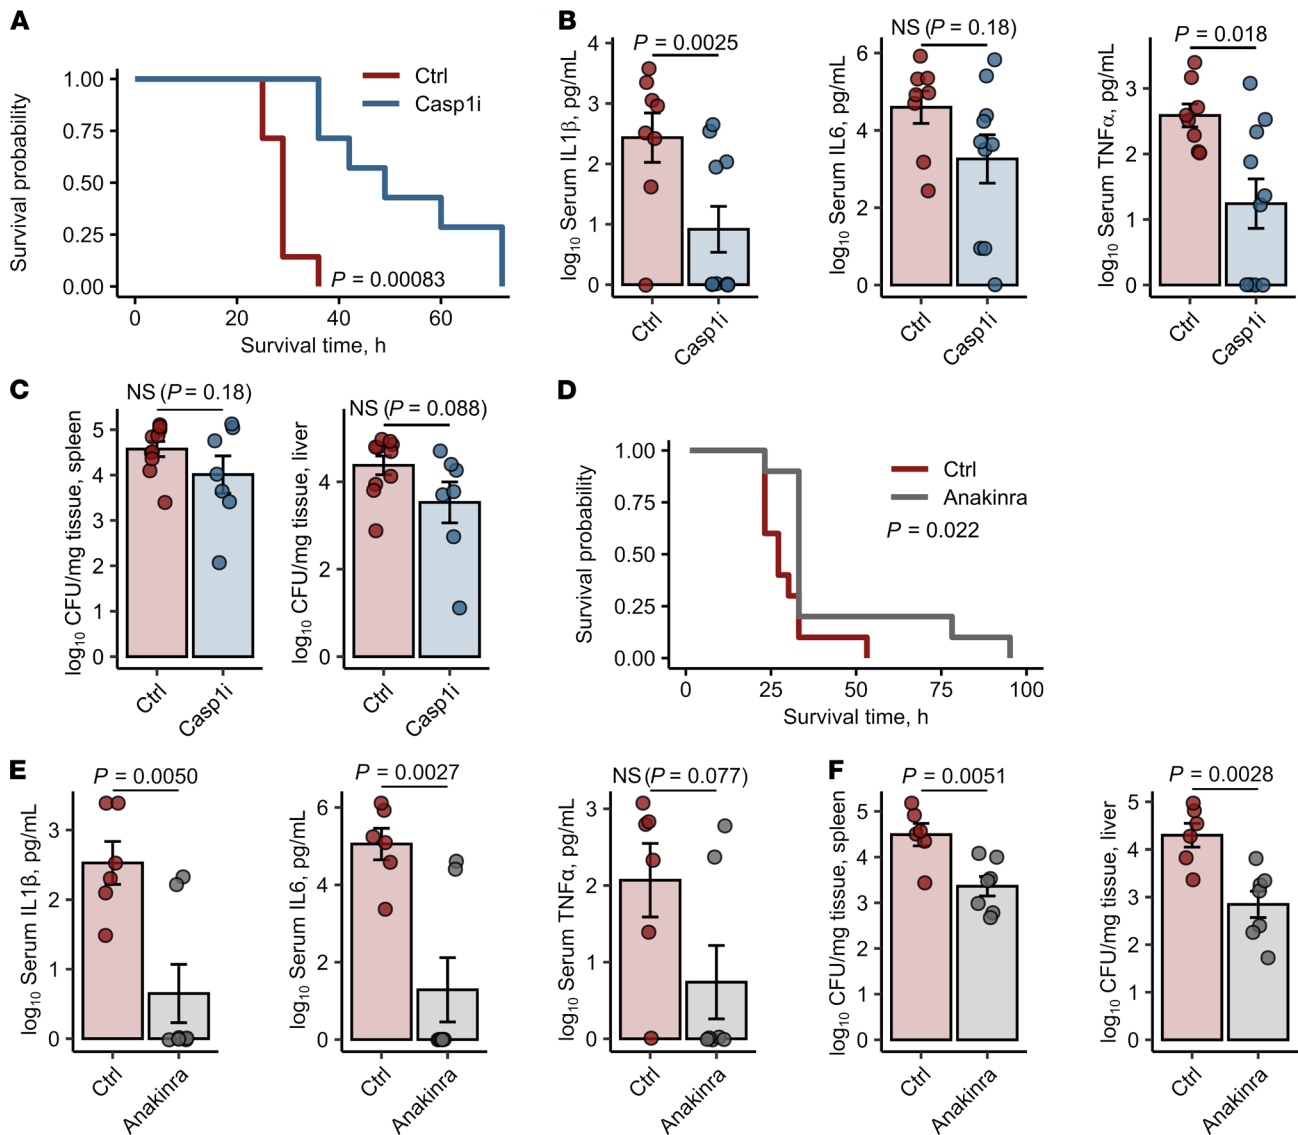 A
1.00
0.75
0.50
0.25
0.00
Survival probability
Ctrl
Casp1i
P = 0.00083
0 20 40 60
Survival time, h
B
P = 0.0025
4
3
2
1
0
log10 Serum IL1β, pg/mL
Ctrl
Casp1i
NS (P = 0.18)
6
4
2
0
log10 Serum IL6, pg/mL
Ctrl
Casp1i
P = 0.018
3
2
1
0
log10 Serum TNFα, pg/mL
Ctrl
Casp1i
C
NS (P = 0.18)
5
4
3
2
1
0
log10 CFU/mg tissue, spleen
Ctrl
Casp1i
NS (P = 0.088)
4
2
0
log10 CFU/mg tissue, liver
Ctrl
Casp1i
D
1.00
0.75
0.50
0.25
0.00
Survival probability
Ctrl
Anakinra
P = 0.022
0 25 50 75 100
Survival time, h
E
P = 0.0050
3
2
1
0
log10 Serum IL1β, pg/mL
Ctrl
Anakinra
P = 0.0027
6
4
2
0
log10 Serum IL6, pg/mL
Ctrl
Anakinra
NS (P = 0.077)
3
2
1
0
log10 Serum TNFα, pg/mL
Ctrl
Anakinra
F
P = 0.0051
5
4
3
2
1
0
log10 CFU/mg tissue, spleen
Ctrl
Anakinra
P = 0.0028
5
4
3
2
1
0
log10 CFU/mg tissue, liver
Ctrl
Anakinra